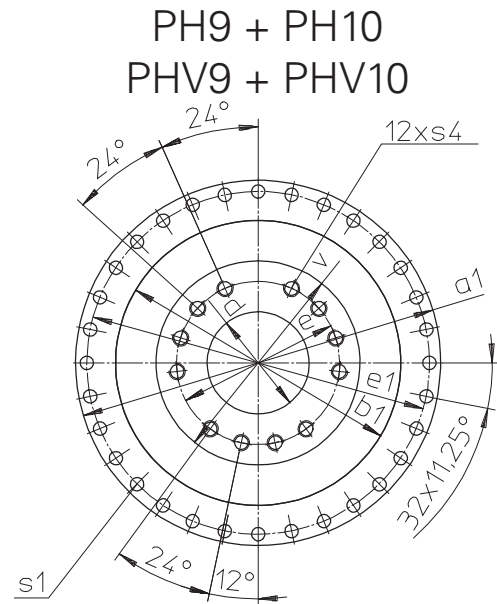 PH9 + PH10
PHV9 + PHV10
24°
24°
12xs4
v
d
e
a1
e1
b1
32x11,25°
s1
24°
12°